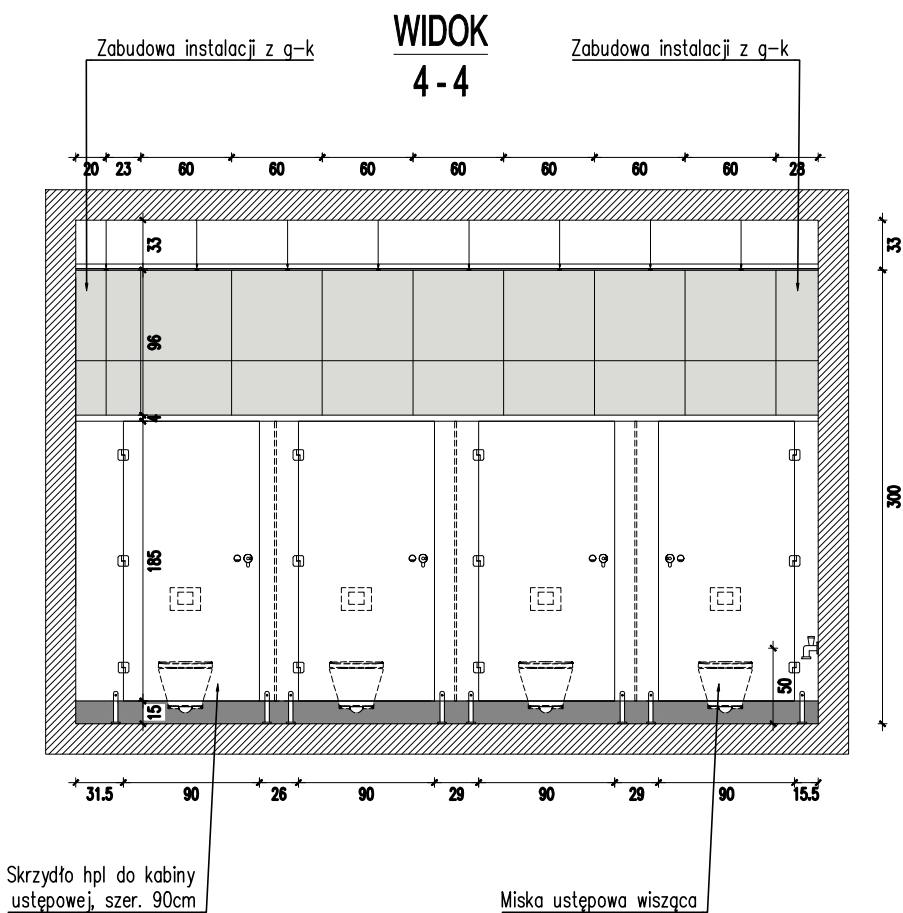 WIDOK
4-4
Zabudowa instalacji z g-k
Zabudowa instalacji z g-k
20 23 60 60 60 60 60 60 60 28
33
33
96
4
300
185
50
15
31.5 90 26 90 29 90 29 90 15.5
Skrzydło hpl do kabiny
ustępowej, szer. 90cm
Miska ustępowa wisząca